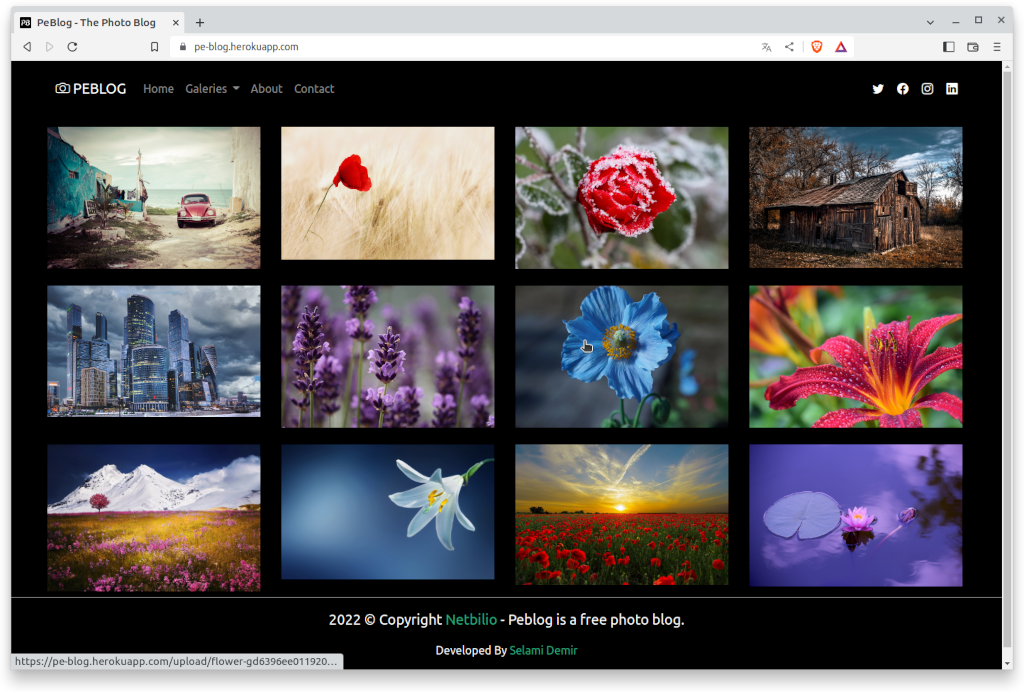 PB PeBlog - The Photo Blog
pe-blog.herokuapp.com
PEBLOG Home Galeries About Contact
2022 © Copyright Netbilio - Peblog is a free photo blog.
Developed By Selami Demir
https://pe-blog.herokuapp.com/upload/flower-gd6396ee011920...